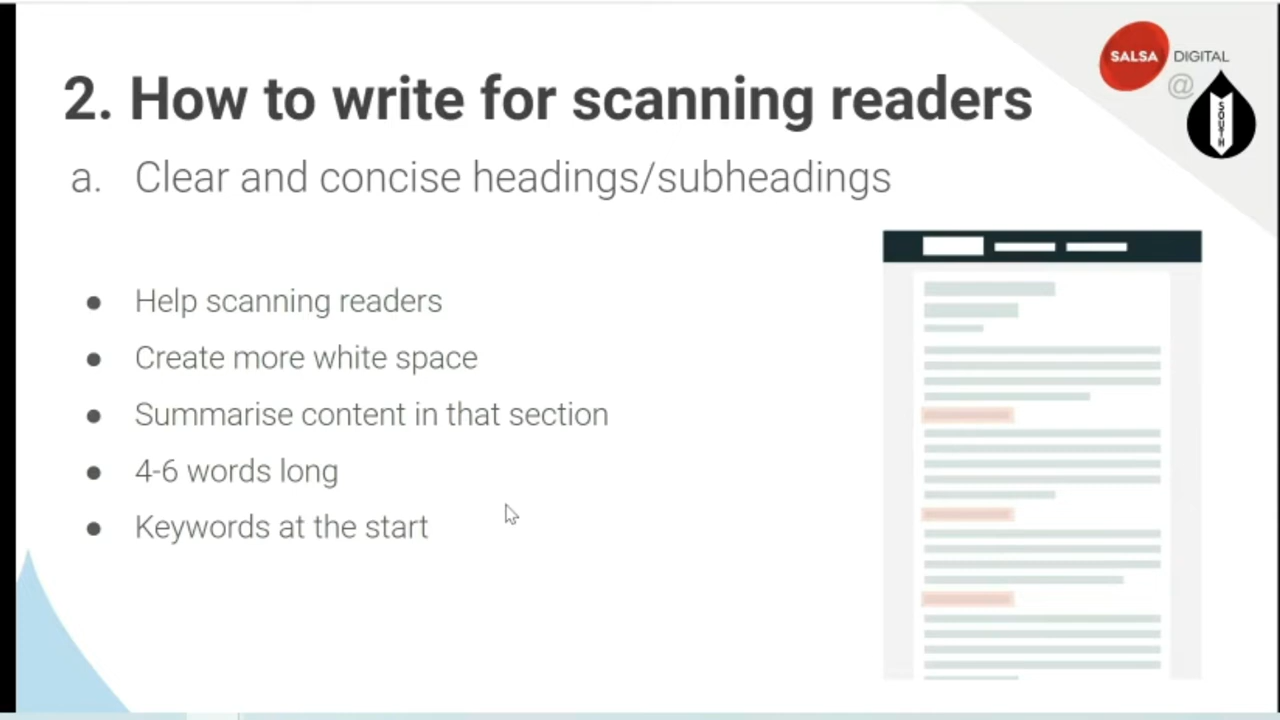 SALSA DIGITAL
@
SOUTH
2. How to write for scanning readers
a. Clear and concise headings/subheadings
● Help scanning readers
● Create more white space
● Summarise content in that section
● 4-6 words long
● Keywords at the start